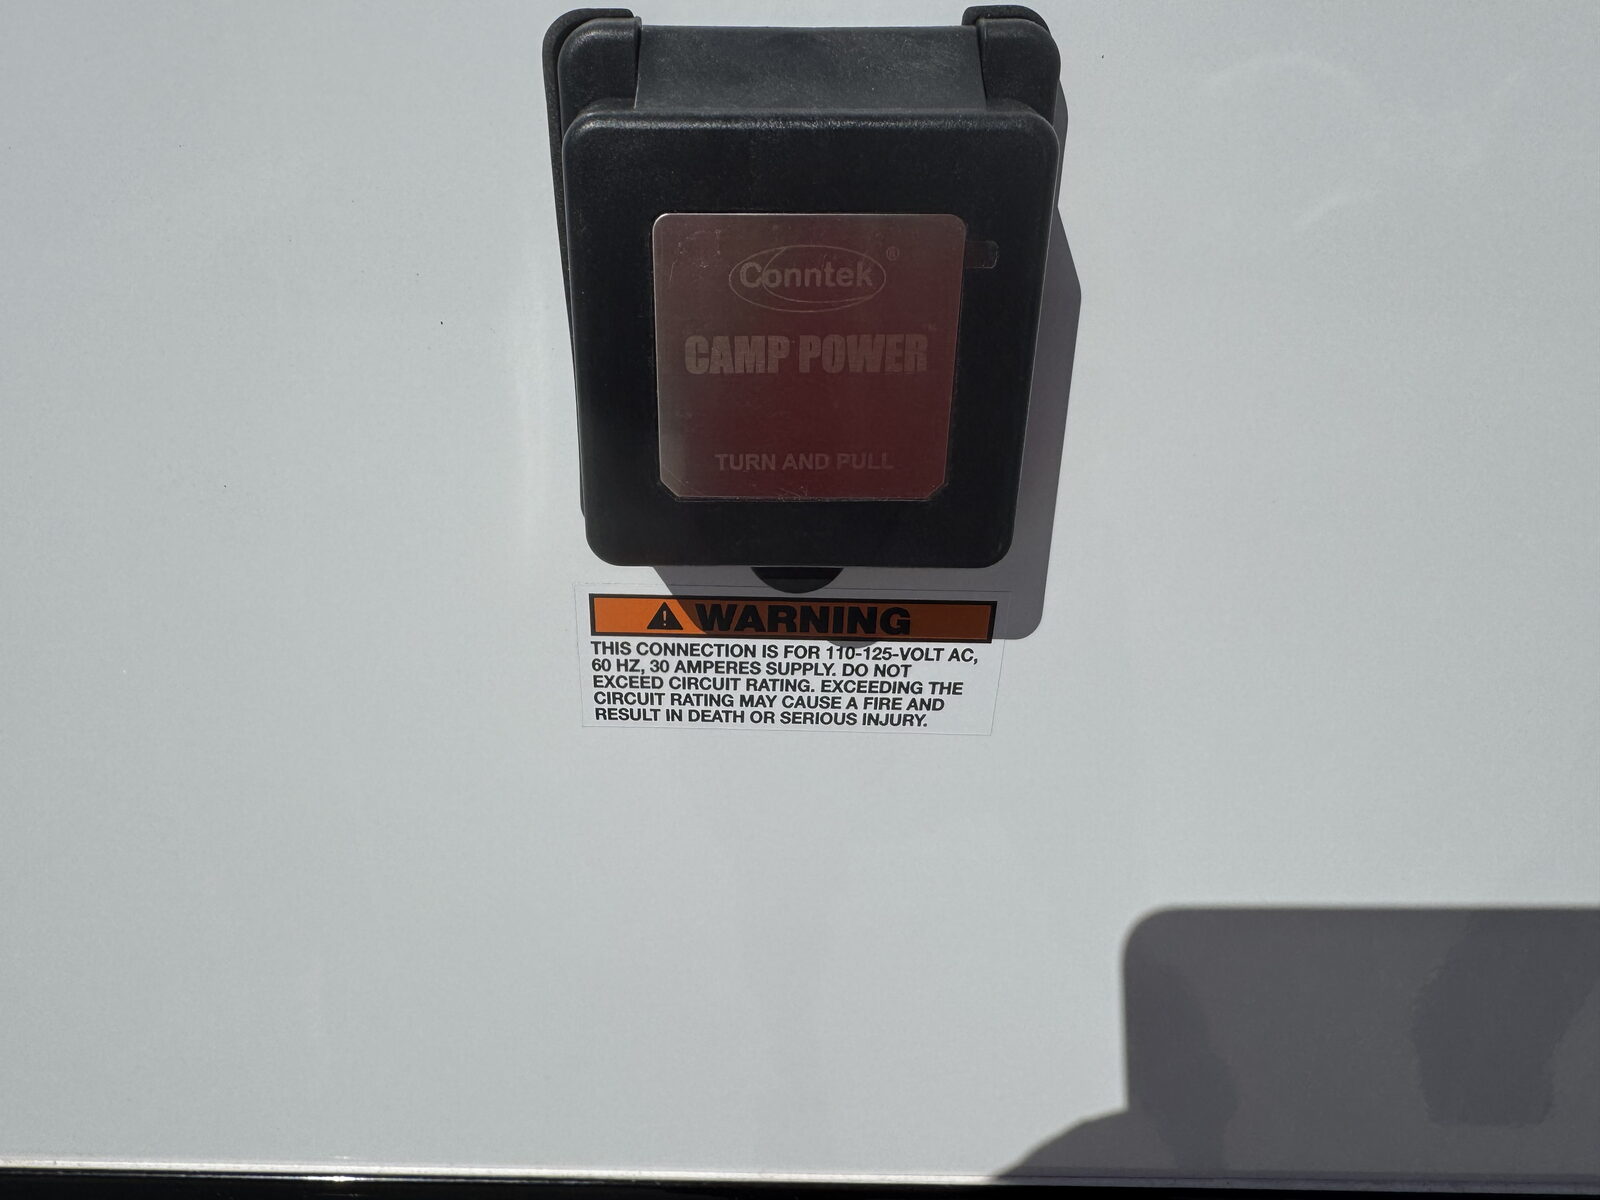 Conntek®
CAMP POWER™
TURN AND PULL
WARNING
THIS CONNECTION IS FOR 110-125-VOLT AC,
60 HZ, 30 AMPERES SUPPLY. DO NOT
EXCEED CIRCUIT RATING. EXCEEDING THE
CIRCUIT RATING MAY CAUSE A FIRE AND
RESULT IN DEATH OR SERIOUS INJURY.